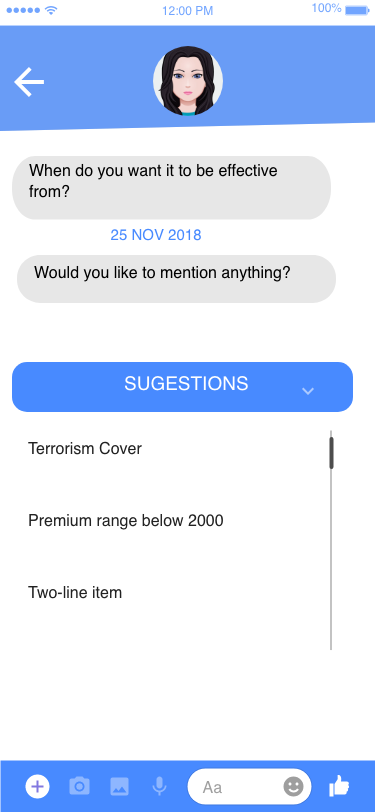 12:00 PM
100%
When do you want it to be effective
from?
25 NOV 2018
Would you like to mention anything?
SUGESTIONS
Terrorism Cover
Premium range below 2000
Two-line item
Aa